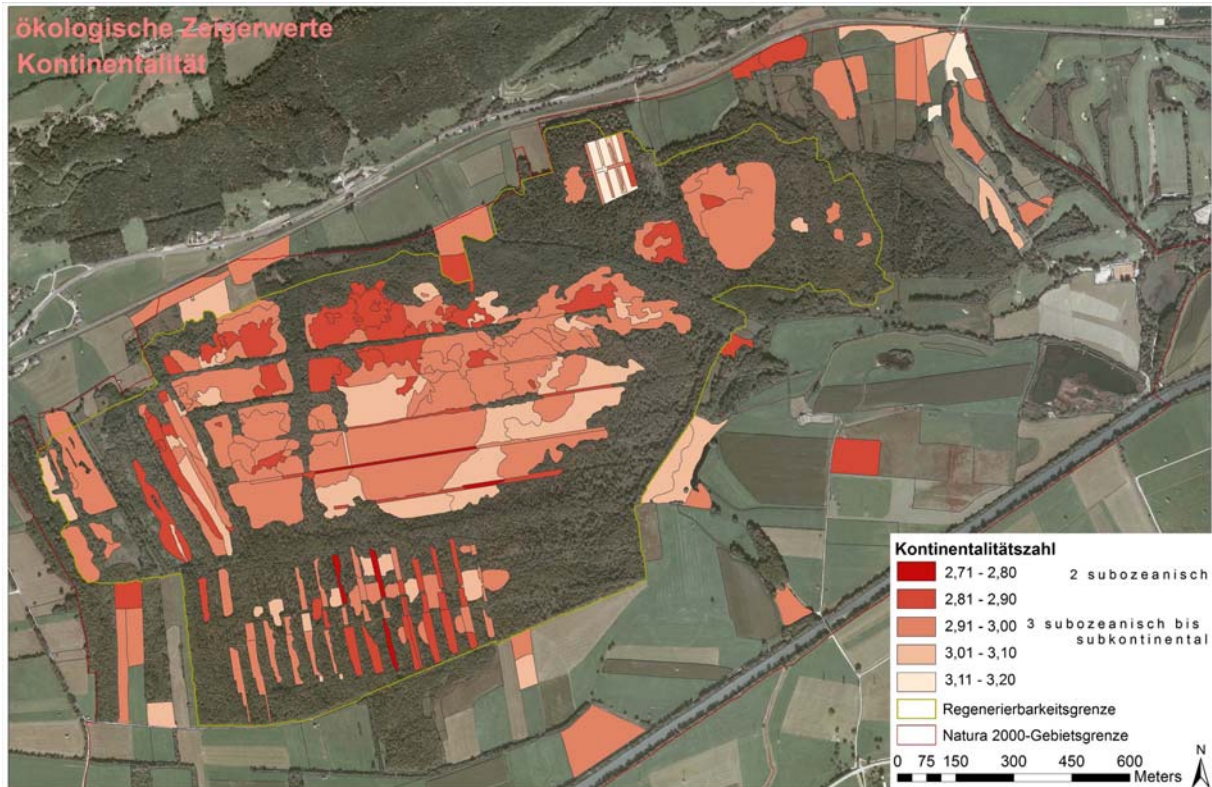 ökologische Zeigerwerte
Kontinentalität
Kontinentalitätszahl
2,71 - 2,80 2 subozeanisch
2,81 - 2,90
2,91 - 3,00 3 subozeanisch bis
subkontinental
3,01 - 3,10
3,11 - 3,20
Regenerierbarkeitsgrenze
Natura 2000-Gebietsgrenze
N
0 75 150 300 450 600
Meters